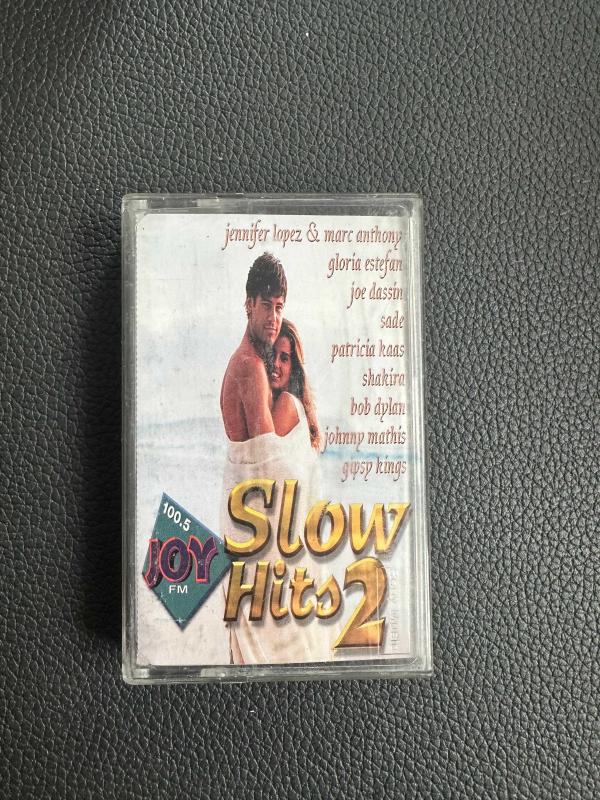 jennifer lopez & marc anthony
gloria estefan
joe dassin
sade
patricia kaas
shakira
bob dylan
johnny mathis
gipsy kings
100.5
JOY
FM
Slow
Hits 2